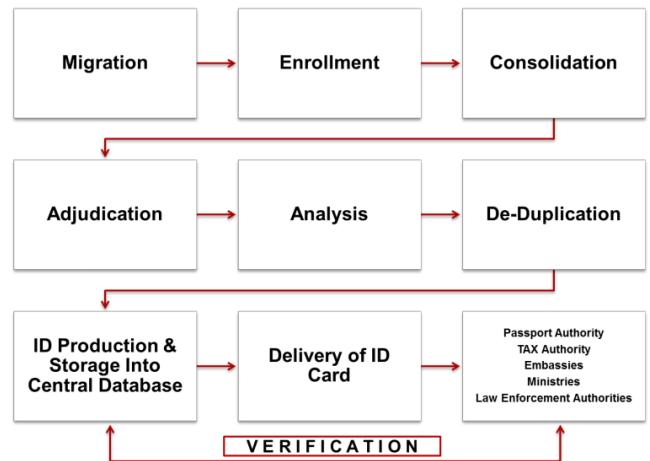 Migration
Enrollment
Consolidation
Adjudication
Analysis
De-Duplication
ID Production &
Storage Into
Central Database
Delivery of ID
Card
Passport Authority
TAX Authority
Embassies
Ministries
Law Enforcement Authorities
VERIFICATION